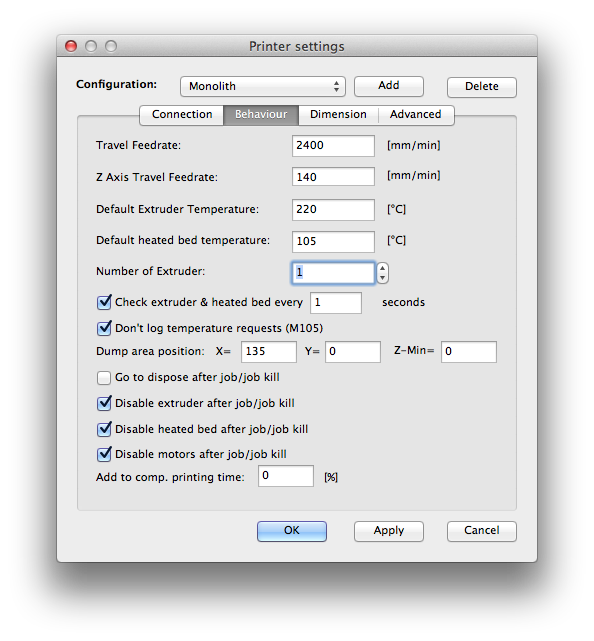 Printer settings
Configuration: Monolith Add Delete
Connection Behaviour Dimension Advanced
Travel Feedrate: 2400 [mm/min]
Z Axis Travel Feedrate: 140 [mm/min]
Default Extruder Temperature: 220 [°C]
Default heated bed temperature: 105 [°C]
Number of Extruder: 1
Check extruder & heated bed every 1 seconds
Don't log temperature requests (M105)
Dump area position: X= 135 Y= 0 Z-Min= 0
Go to dispose after job/job kill
Disable extruder after job/job kill
Disable heated bed after job/job kill
Disable motors after job/job kill
Add to comp. printing time: 0 [%]
OK Apply Cancel